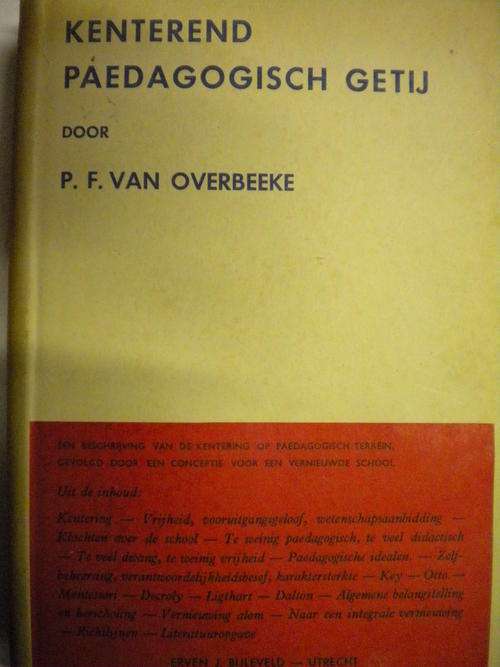 KENTEREND
PAEDAGOGISCH GETIJ
DOOR
P. F. VAN OVERBEEKE
EEN BESCHRIJVING VAN DE KENTERING OP PAEDAGOGISCH TERREIN,
GEVOLGD DOOR EEN CONCEPTIE VOOR EEN VERNIEUWDE SCHOOL
Uit de inhoud:
Kentering — Vrijheid, vooruitgangsgeloof, wetenschapsaanbidding —
Klachten over de school — Te weinig paedagogisch, te veel didactisch
— Te veel dwang, te weinig vrijheid — Paedagogische idealen. — Zelf-
beheersing, verantwoordelijkheidsbesef, karaktersterkte — Key — Otto —
Montessori — Decroly — Ligthart — Dalton — Algemene belangstelling
en herscholing — Vernieuwing alom — Naar een integrale vernieuwing
— Richtlijnen — Literatuuropgave
ERVEN J. BIJLEVELD — UTRECHT